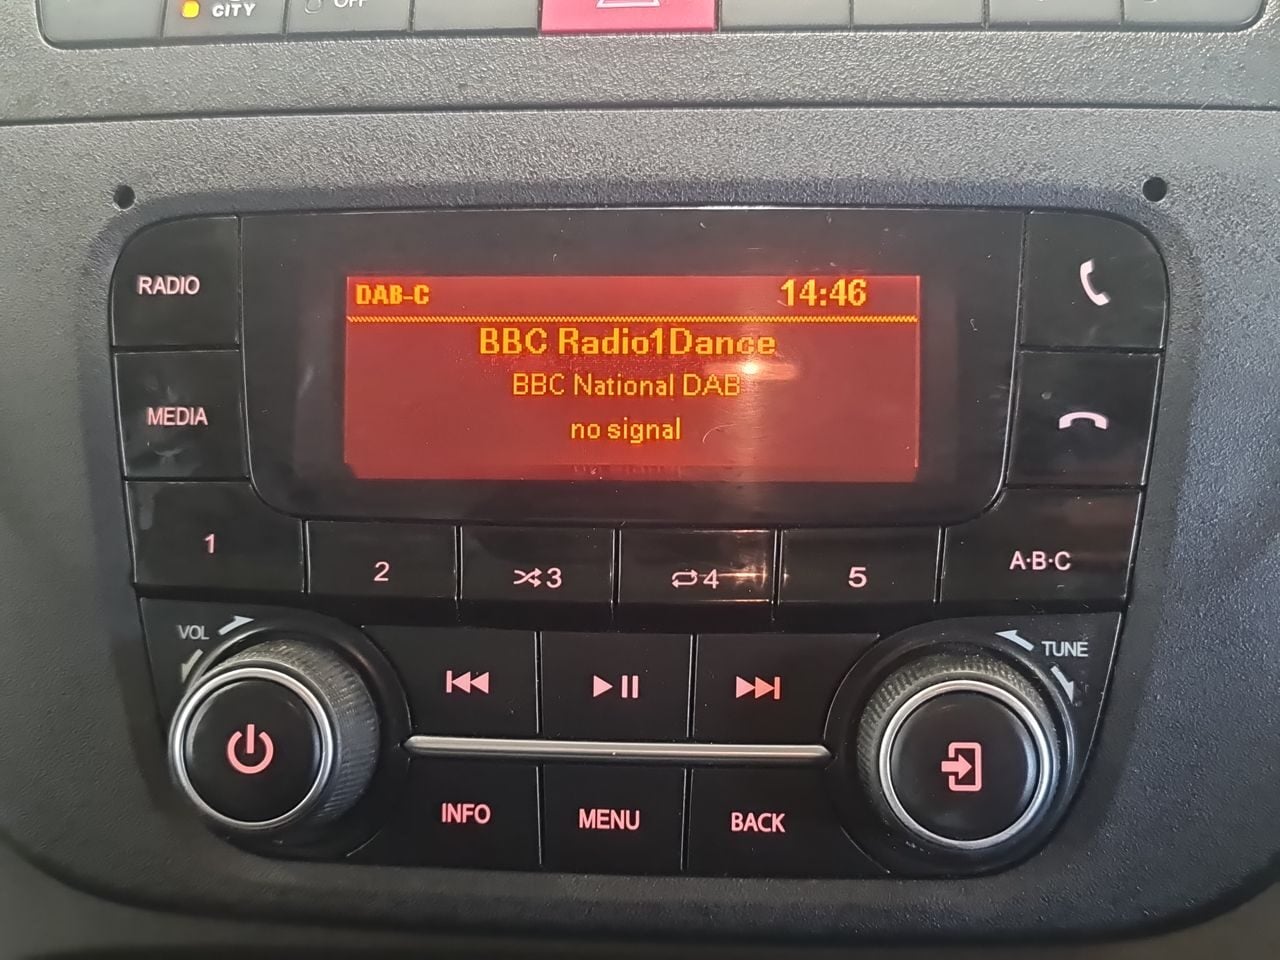 CITY
OFF
RADIO
DAB-C 14:46
BBC Radio1Dance
BBC National DAB
no signal
MEDIA
1
2
3
4
5
A·B·C
VOL
TUNE
INFO
MENU
BACK